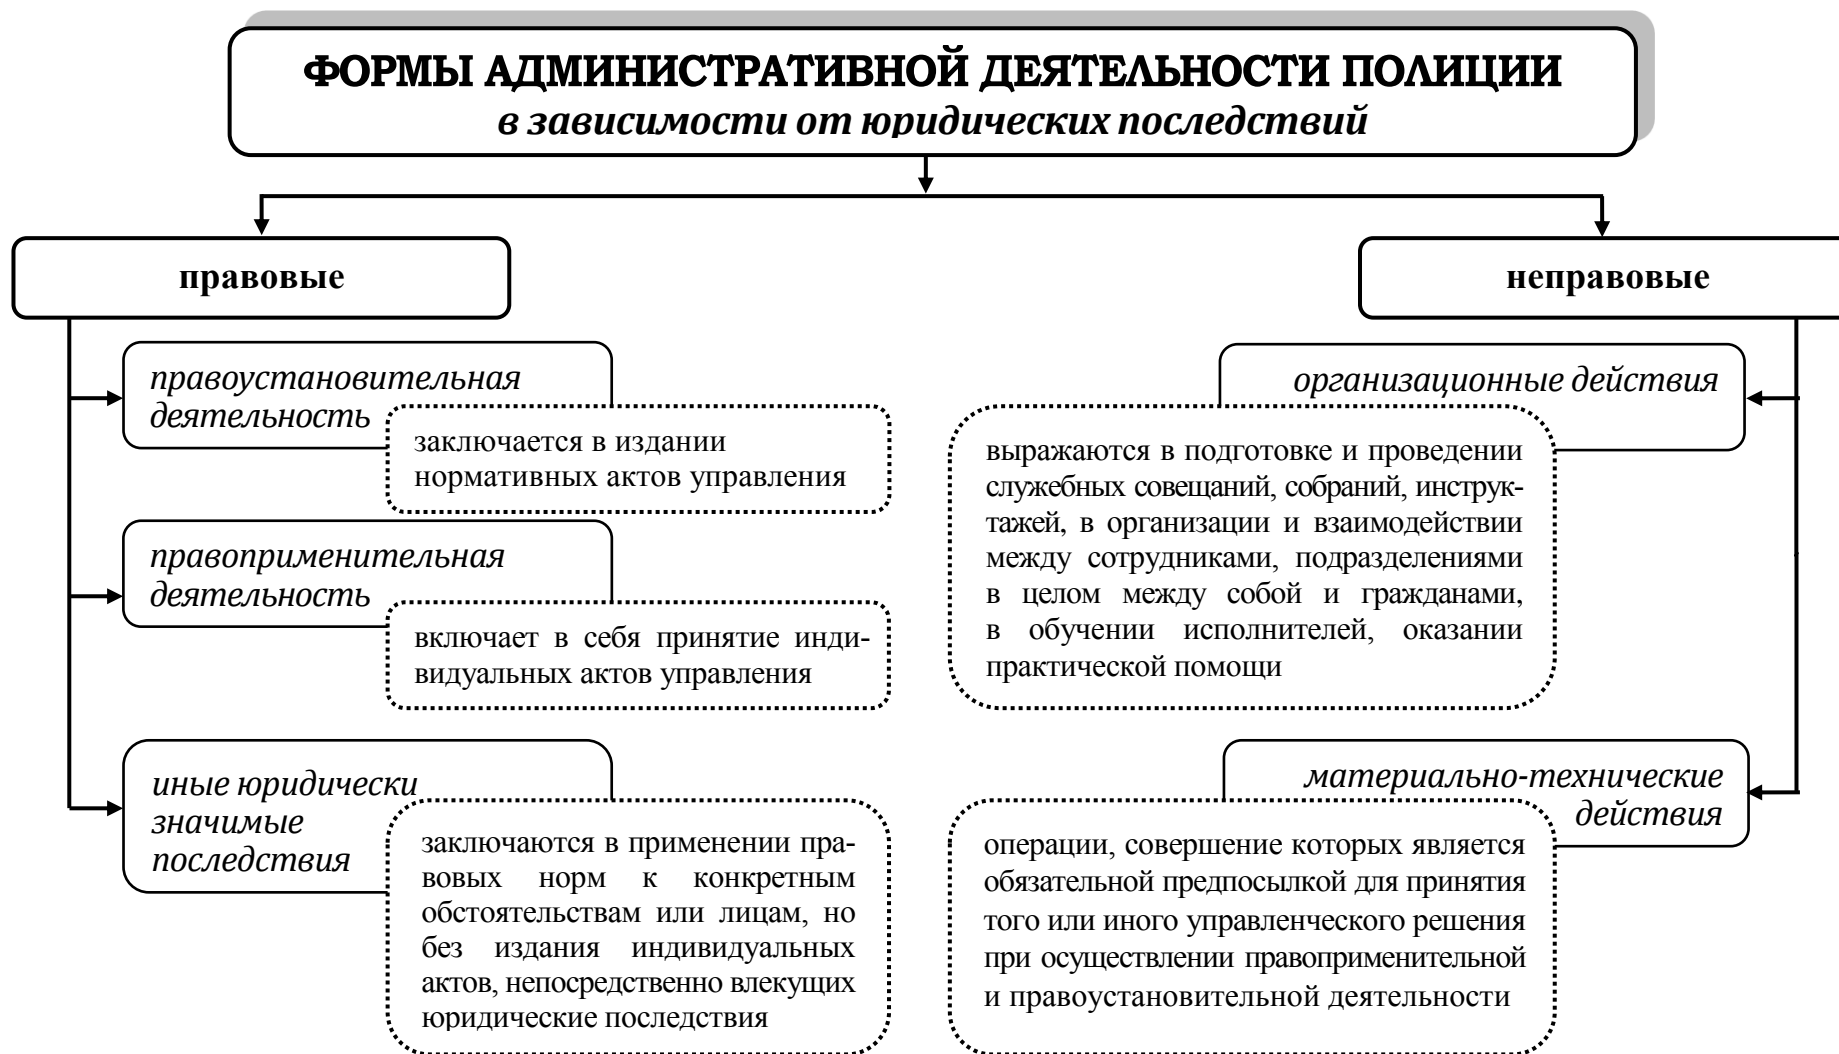 ФОРМЫ АДМИНИСТРАТИВНОЙ ДЕЯТЕЛЬНОСТИ ПОЛИЦИИ
в зависимости от юридических последствий
правовые
неправовые
правоустановительная
деятельность
заключается в издании
нормативных актов управления
правоприменительная
деятельность
включает в себя принятие инди-
видуальных актов управления
иные юридически
значимые
последствия
заключаются в применении пра-
вовых норм к конкретным
обстоятельствам или лицам, но
без издания индивидуальных
актов, непосредственно влекущих
юридические последствия
организационные действия
выражаются в подготовке и проведении
служебных совещаний, собраний, инструк-
тажей, в организации и взаимодействии
между сотрудниками, подразделениями
в целом между собой и гражданами,
в обучении исполнителей, оказании
практической помощи
материально-технические
действия
операции, совершение которых является
обязательной предпосылкой для принятия
того или иного управленческого решения
при осуществлении правоприменительной
и правоустановительной деятельности